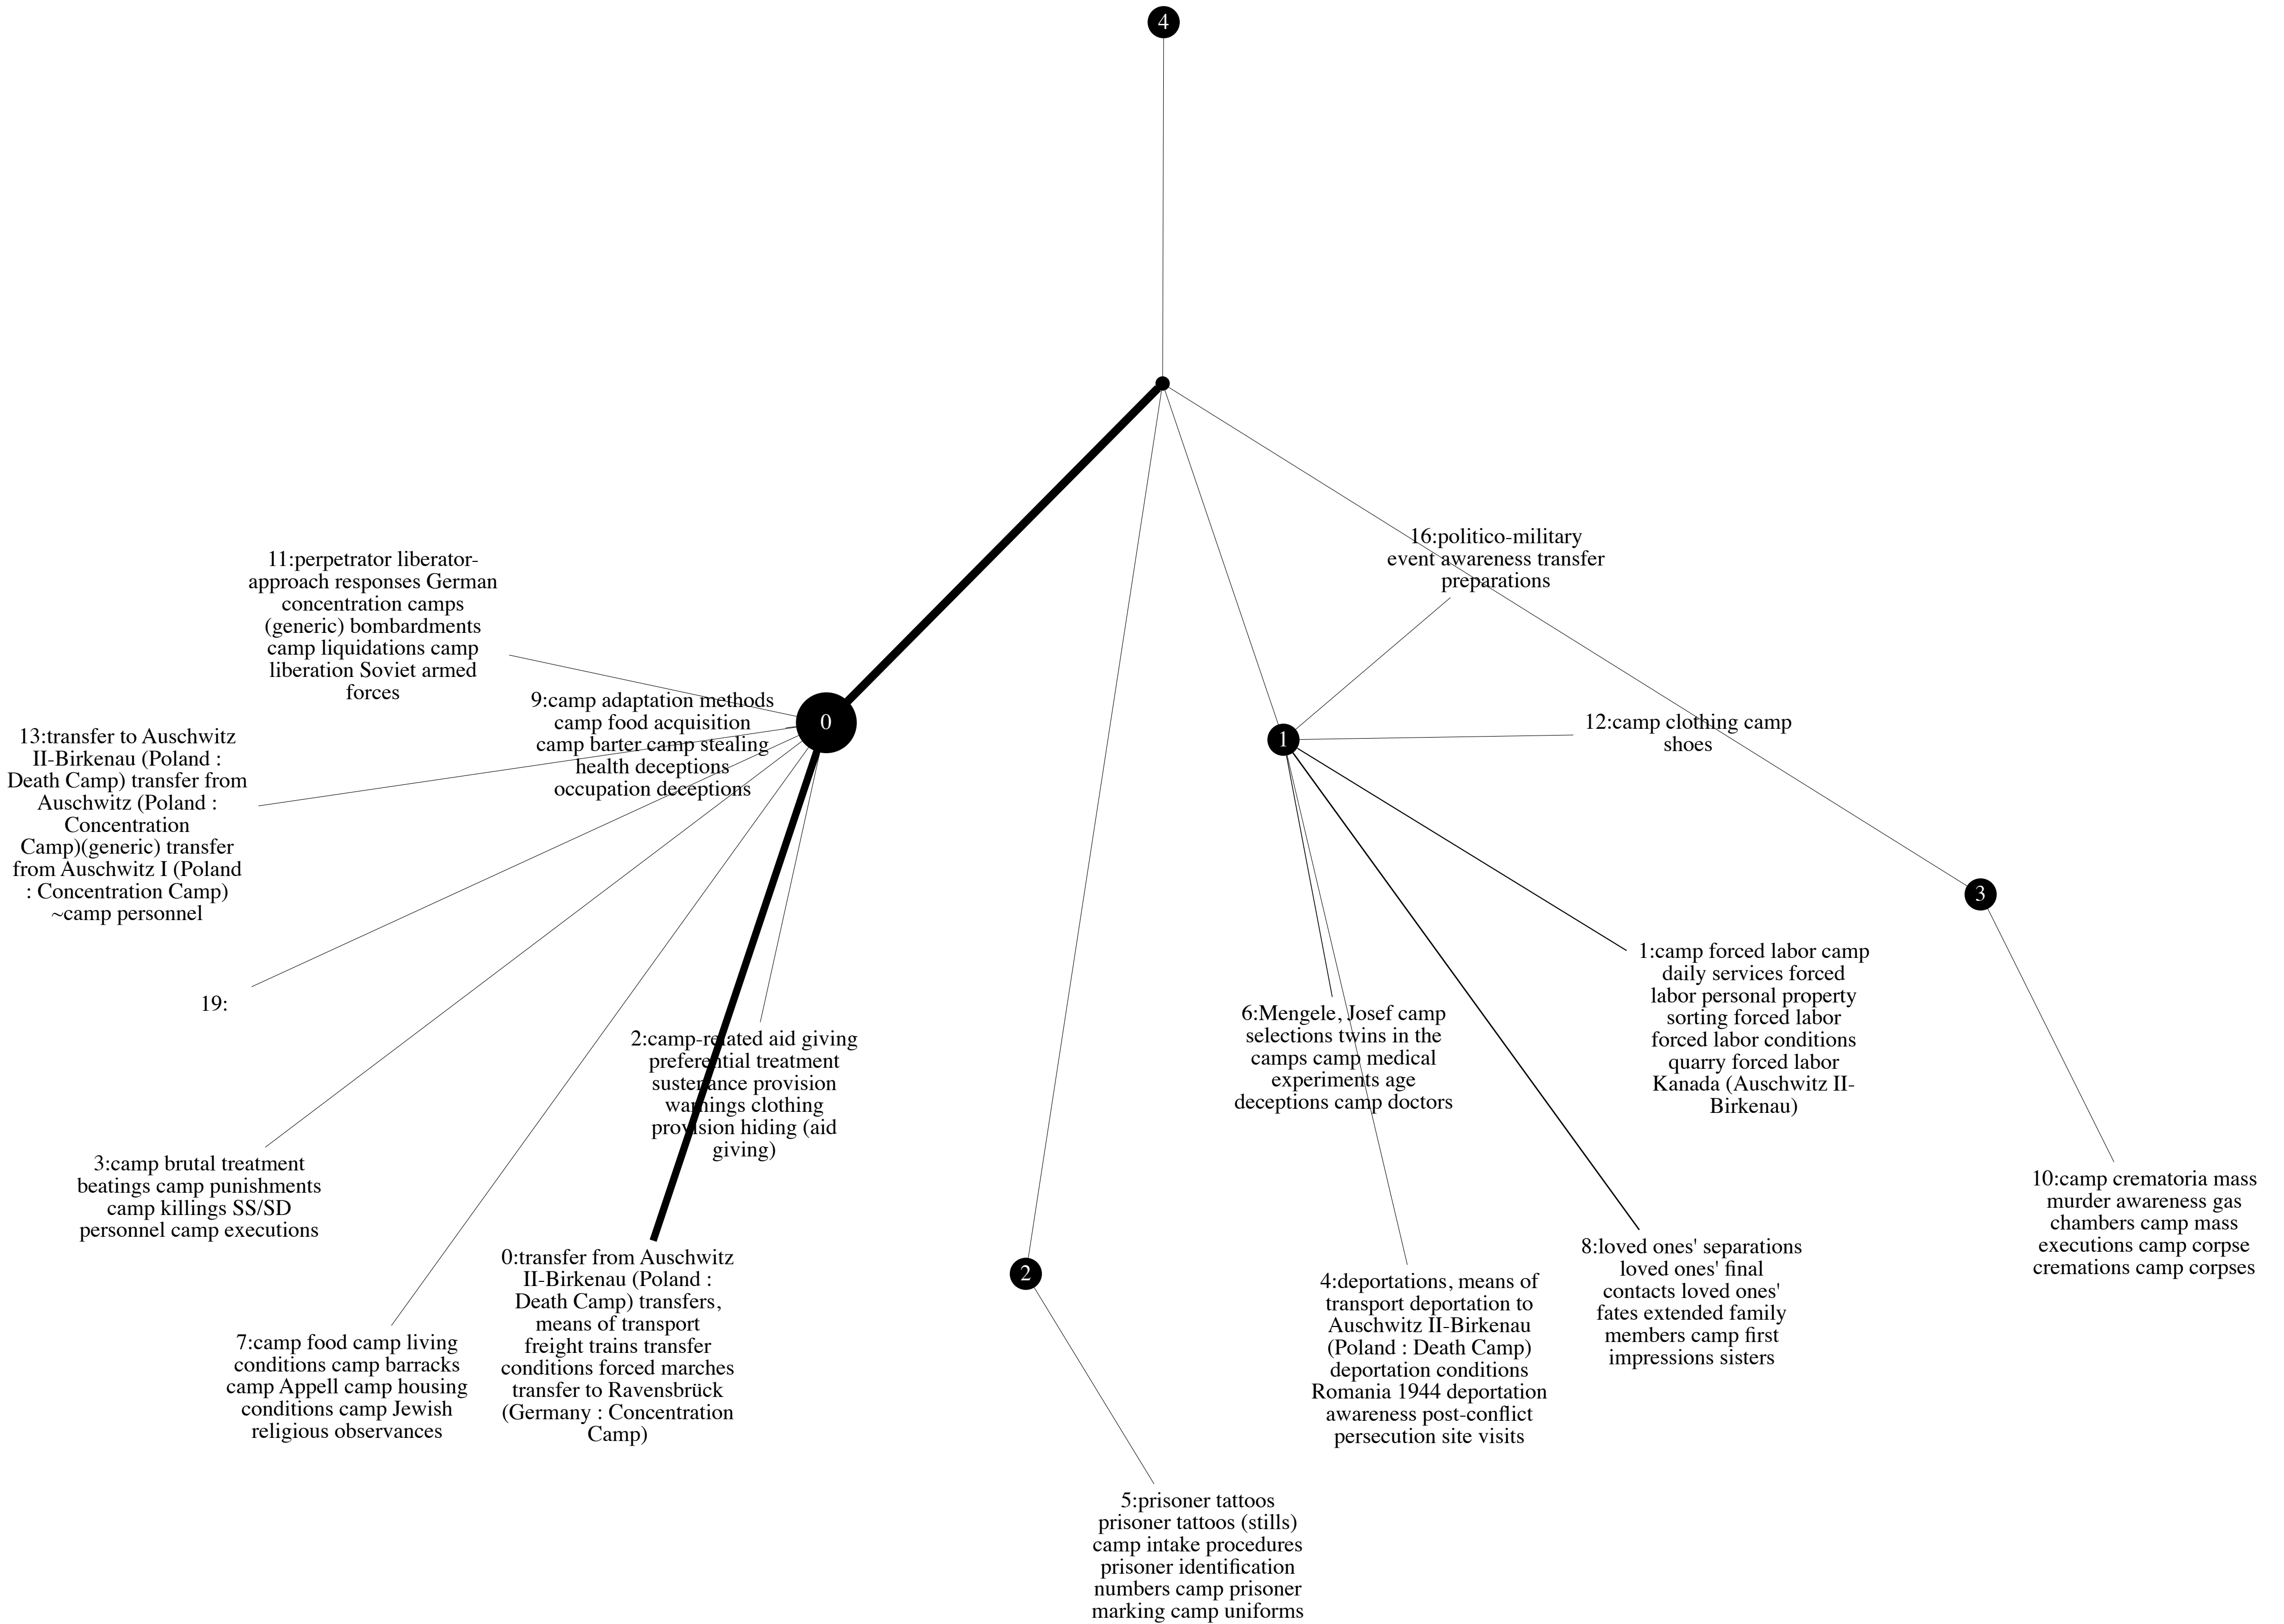 4
16:politico-military
event awareness transfer
preparations
11:perpetrator liberator-
approach responses German
concentration camps
(generic) bombardments
camp liquidations camp
liberation Soviet armed
forces
9:camp adaptation methods
camp food acquisition
camp barter camp stealing
health deceptions
occupation deceptions
0
1
12:camp clothing camp
shoes
13:transfer to Auschwitz
II-Birkenau (Poland :
Death Camp) transfer from
Auschwitz (Poland :
Concentration
Camp)(generic) transfer
from Auschwitz I (Poland
: Concentration Camp)
~camp personnel
3
19:
1:camp forced labor camp
daily services forced
labor personal property
sorting forced labor
forced labor conditions
quarry forced labor
Kanada (Auschwitz II-
Birkenau)
6:Mengele, Josef camp
selections twins in the
camps camp medical
experiments age
deceptions camp doctors
2:camp-related aid giving
preferential treatment
sustenance provision
warnings clothing
provision hiding (aid
giving)
3:camp brutal treatment
beatings camp punishments
camp killings SS/SD
personnel camp executions
10:camp crematoria mass
murder awareness gas
chambers camp mass
executions camp corpse
cremations camp corpses
8:loved ones' separations
loved ones' final
contacts loved ones'
fates extended family
members camp first
impressions sisters
0:transfer from Auschwitz
II-Birkenau (Poland :
Death Camp) transfers,
means of transport
freight trains transfer
conditions forced marches
transfer to Ravensbrück
(Germany : Concentration
Camp)
2
4:deportations, means of
transport deportation to
Auschwitz II-Birkenau
(Poland : Death Camp)
deportation conditions
Romania 1944 deportation
awareness post-conflict
persecution site visits
7:camp food camp living
conditions camp barracks
camp Appell camp housing
conditions camp Jewish
religious observances
5:prisoner tattoos
prisoner tattoos (stills)
camp intake procedures
prisoner identification
numbers camp prisoner
marking camp uniforms